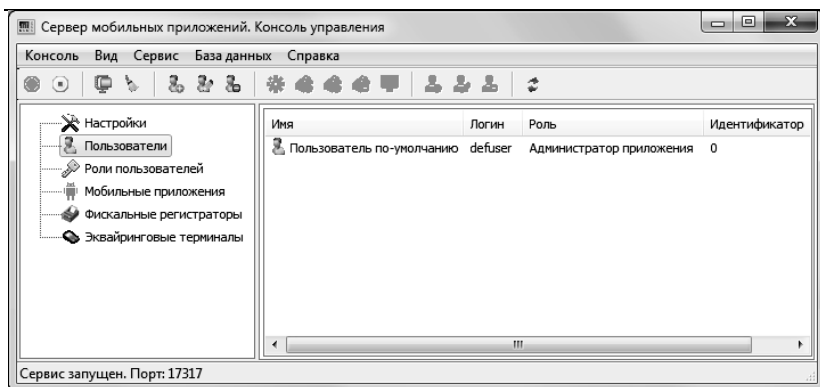 Сервер мобильных приложений. Консоль управления
Консоль Вид Сервис База данных Справка
Настройки
Пользователи
Роли пользователей
Мобильные приложения
Фискальные регистраторы
Эквайринговые терминалы
Имя Логин Роль Идентификатор
Пользователь по-умолчанию defuser Администратор приложения 0
Сервис запущен. Порт: 17317